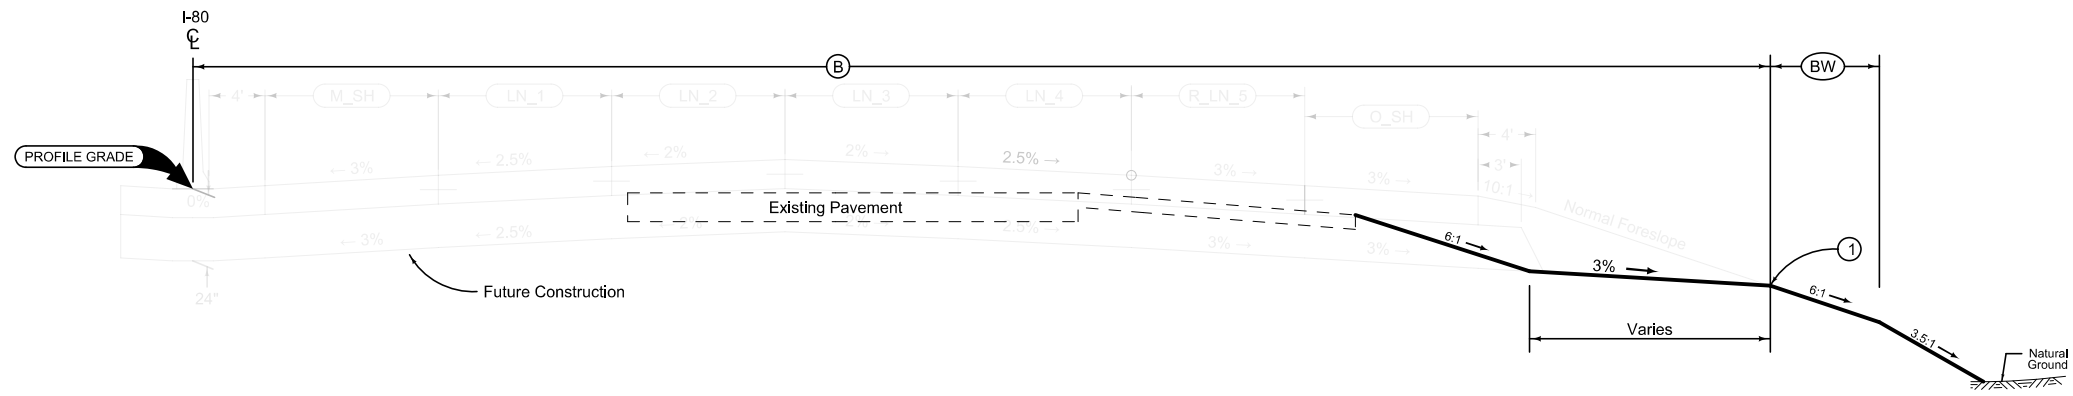 I-80
CL
B
BW
4'
M_SH
LN_1
LN_2
LN_3
LN_4
R_LN_5
O_SH
4'
3'
PROFILE GRADE
← 3%
← 2.5%
← 2%
2% →
2.5% →
3% →
3% →
10:1 →
0%
Existing Pavement
Normal Foreslope
← 3%
← 2.5%
← 2%
2% →
2.5% →
3% →
3% →
6:1
3%
1
24"
Future Construction
6:1
Varies
3.5:1
Natural
Ground